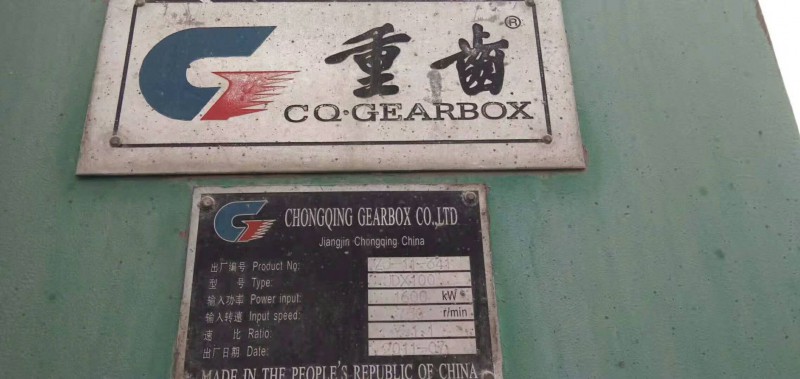 重齒®
CQ·GEARBOX
CHONGQING GEARBOX CO.,LTD
Jiangjin Chongqing China
出厂编号 Product No:
型 号 Type:
输入功率 Power input: 1600 kW
输入转速 Input speed: r/min
速 比 Ratio:
出厂日期 Date:
MADE IN THE PEOPLE'S REPUBLIC OF CHINA